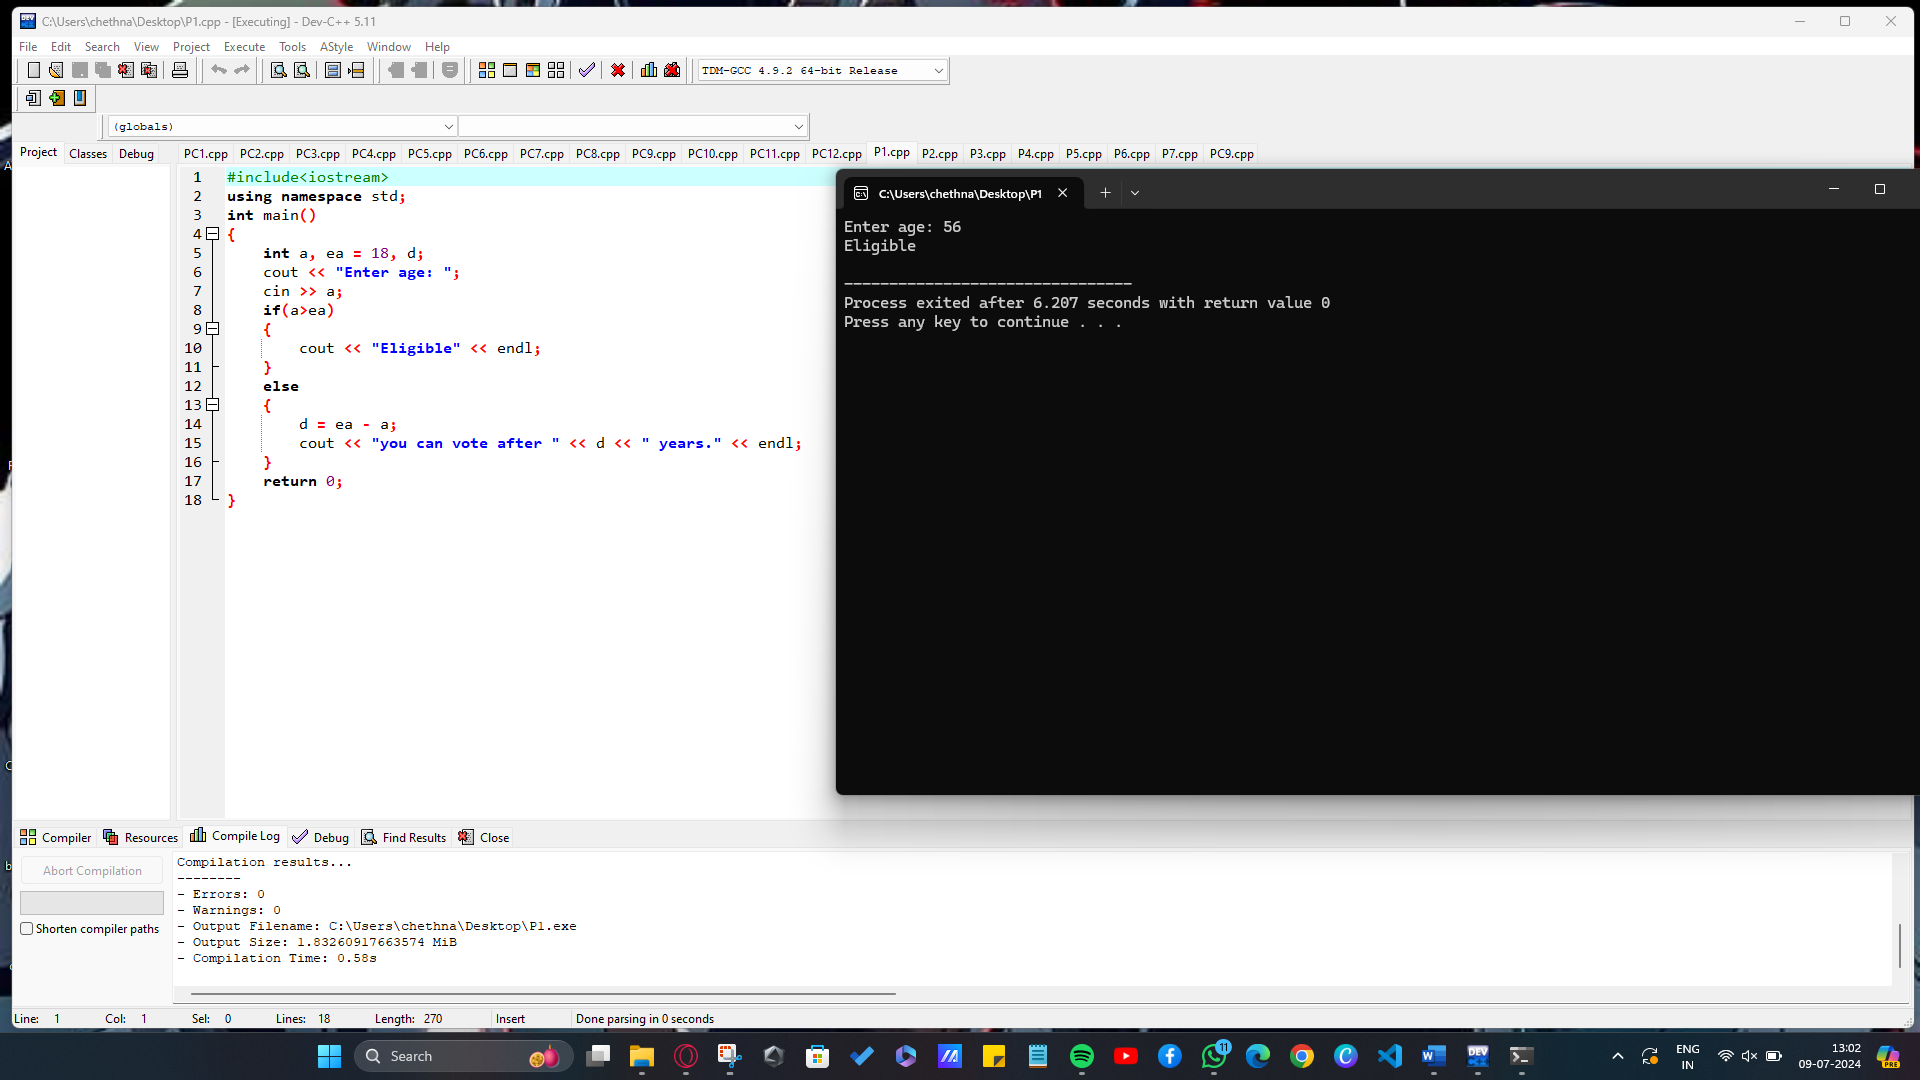 C:\Users\chethna\Desktop\P1.cpp - [Executing] - Dev-C++ 5.11
File Edit Search View Project Execute Tools AStyle Window Help
TDM-GCC 4.9.2 64-bit Release
(globals)
Project Classes Debug PC1.cpp PC2.cpp PC3.cpp PC4.cpp PC5.cpp PC6.cpp PC7.cpp PC8.cpp PC9.cpp PC10.cpp PC11.cpp PC12.cpp P1.cpp P2.cpp P3.cpp P4.cpp P5.cpp P6.cpp P7.cpp PC9.cpp
1 #include<iostream>
2 using namespace std;
3 int main()
4 {
5 int a, ea = 18, d;
6 cout << "Enter age: ";
7 cin >> a;
8 if(a>ea)
9 {
10 cout << "Eligible" << endl;
11 }
12 else
13 {
14 d = ea - a;
15 cout << "you can vote after " << d << " years." << endl;
16 }
17 return 0;
18 }
C:\Users\chethna\Desktop\P1
Enter age: 56
Eligible
--------------------------------
Process exited after 6.207 seconds with return value 0
Press any key to continue . . .
Compiler Resources Compile Log Debug Find Results Close
Abort Compilation
Shorten compiler paths
Compilation results...
--------
- Errors: 0
- Warnings: 0
- Output Filename: C:\Users\chethna\Desktop\P1.exe
- Output Size: 1.83260917663574 MiB
- Compilation Time: 0.58s
Line: 1 Col: 1 Sel: 0 Lines: 18 Length: 270 Insert Done parsing in 0 seconds
Search
11
DEV
ENG
IN
13:02
09-07-2024
PRE